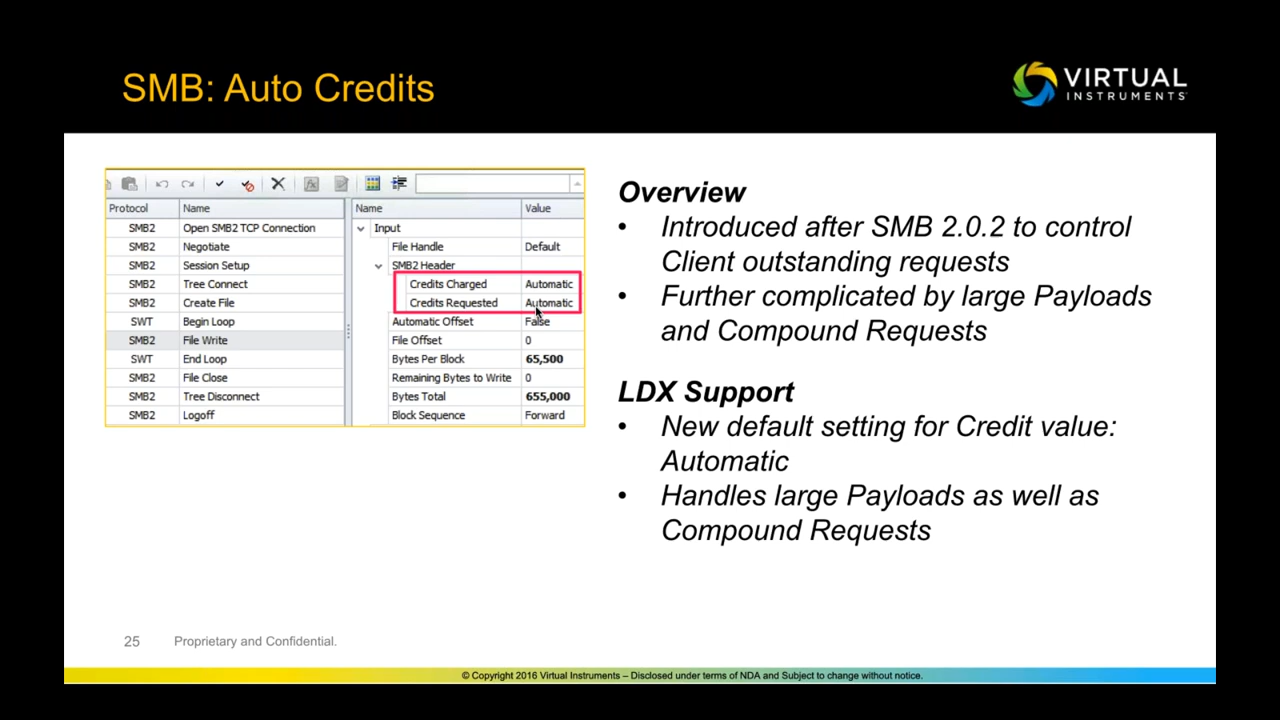 SMB: Auto Credits
VIRTUAL
INSTRUMENTS
Protocol Name Name Value
SMB2 Open SMB2 TCP Connection Input
SMB2 Negotiate File Handle Default
SMB2 Session Setup SMB2 Header
SMB2 Tree Connect Credits Charged Automatic
SMB2 Create File Credits Requested Automatic
SWT Begin Loop Automatic Offset False
SMB2 File Write File Offset 0
SWT End Loop Bytes Per Block 65,500
SMB2 File Close Remaining Bytes to Write 0
SMB2 Tree Disconnect Bytes Total 655,000
SMB2 Logoff Block Sequence Forward
Overview
• Introduced after SMB 2.0.2 to control
Client outstanding requests
• Further complicated by large Payloads
and Compound Requests
LDX Support
• New default setting for Credit value:
Automatic
• Handles large Payloads as well as
Compound Requests
25 Proprietary and Confidential.
© Copyright 2016 Virtual Instruments – Disclosed under terms of NDA and Subject to change without notice.